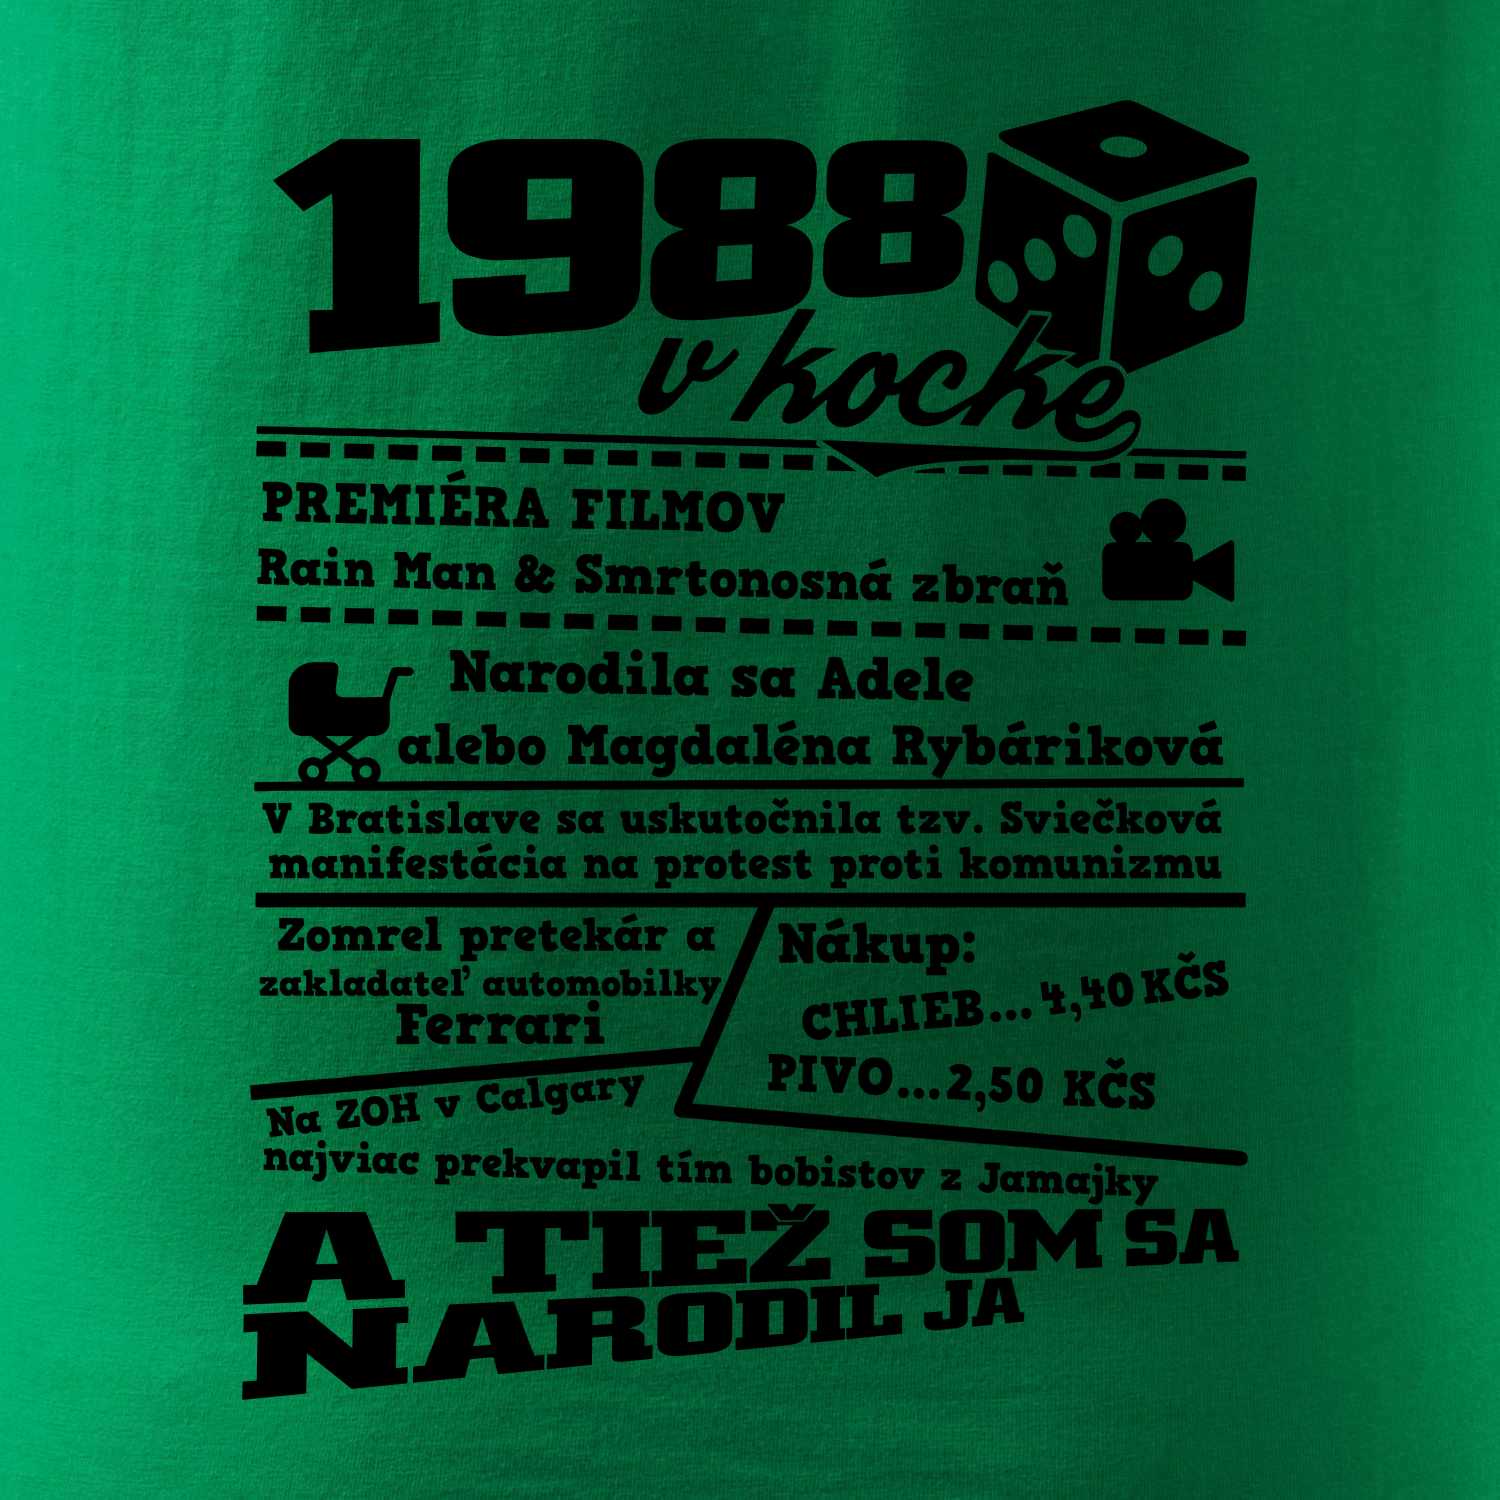 1988
v kocke
PREMIÉRA FILMOV
Rain Man & Smrtonosná zbraň
Narodila sa Adele
alebo Magdaléna Rybáriková
V Bratislave sa uskutočnila tzv. Sviečková
manifestácia na protest proti komunizmu
Zomrel pretekár a
zakladateľ automobilky
Ferrari
Nákup:
CHLIEB...4,40 KČS
PIVO...2,50 KČS
Na ZOH v Calgary
najviac prekvapil tím bobistov z Jamajky
A TIEŽ SOM SA
NARODIL JA